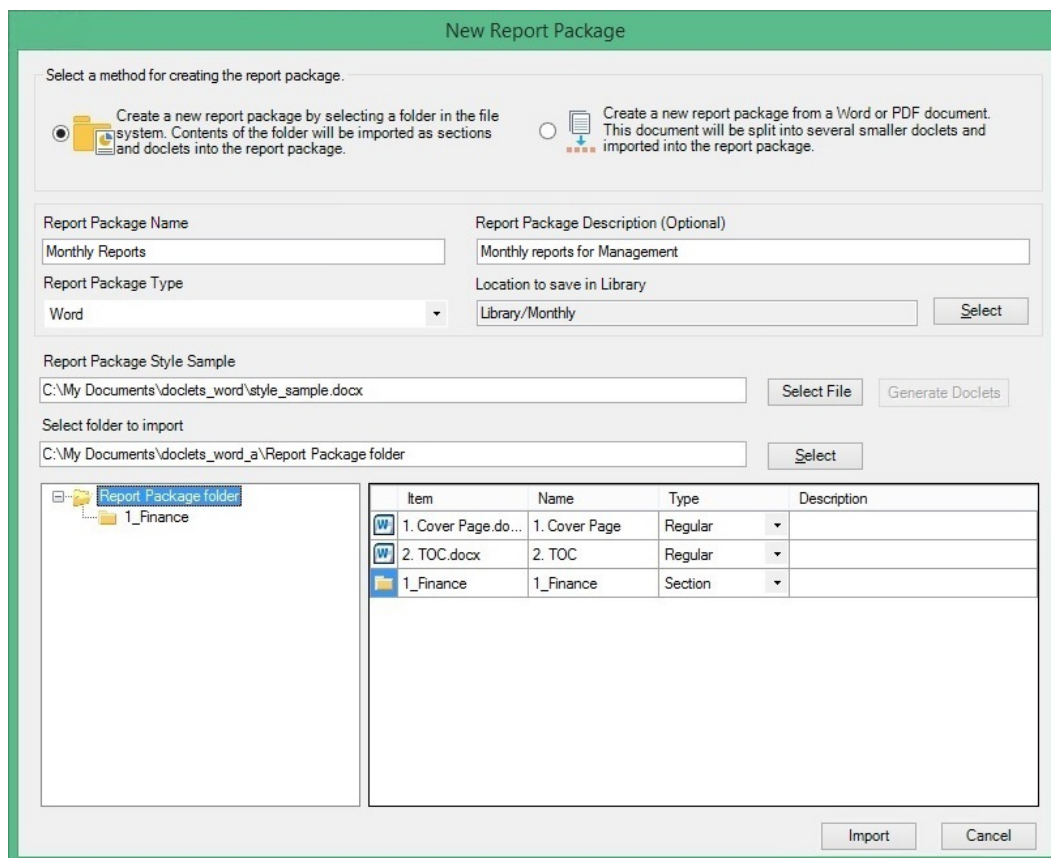 New Report Package
Select a method for creating the report package.
Create a new report package by selecting a folder in the file
system. Contents of the folder will be imported as sections
and doclets into the report package.
Create a new report package from a Word or PDF document.
This document will be split into several smaller doclets and
imported into the report package.
Report Package Name
Report Package Description (Optional)
Monthly Reports
Monthly reports for Management
Report Package Type
Location to save in Library
Word
Library/Monthly
Select
Report Package Style Sample
C:\My Documents\doclets_word\style_sample.docx
Select File
Generate Doclets
Select folder to import
C:\My Documents\doclets_word_a\Report Package folder
Select
Report Package folder
1_Finance
Item Name Type Description
1. Cover Page.do... 1. Cover Page Regular
2. TOC.docx 2. TOC Regular
1_Finance 1_Finance Section
Import
Cancel